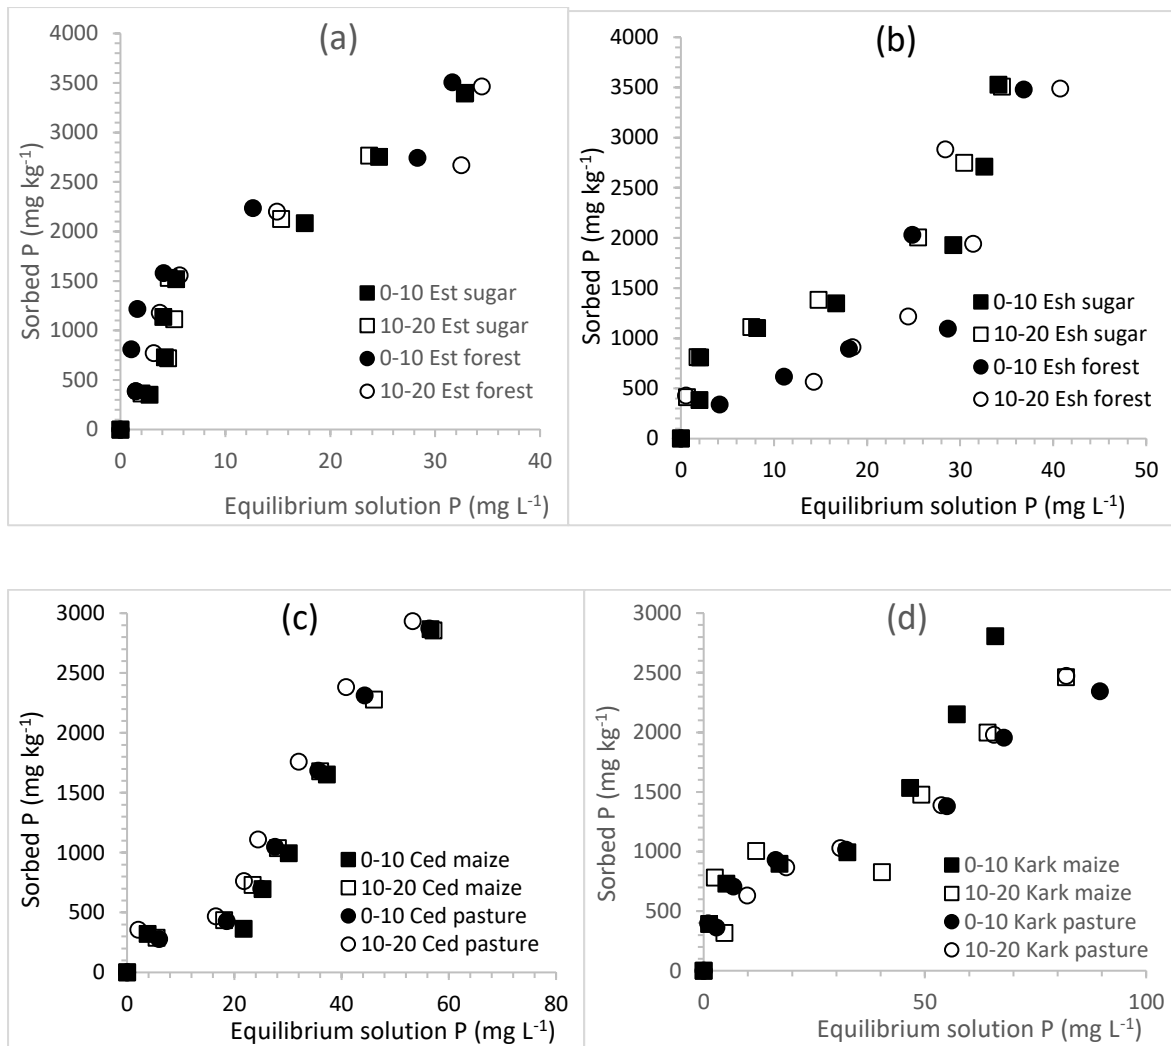 (a)
4000
3500
3000
2500
2000
1500
1000
500
0
Sorbed P (mg kg-1)
0-10 Est sugar
10-20 Est sugar
0-10 Est forest
10-20 Est forest
0 10 20 30 40
Equilibrium solution P (mg L-1)
(b)
4000
3500
3000
2500
2000
1500
1000
500
0
Sorbed P (mg kg-1)
0-10 Esh sugar
10-20 Esh sugar
0-10 Esh forest
10-20 Esh forest
0 10 20 30 40 50
Equilibrium solution P (mg L-1)
(c)
3000
2500
2000
1500
1000
500
0
Sorbed P (mg kg-1)
0-10 Ced maize
10-20 Ced maize
0-10 Ced pasture
10-20 Ced pasture
0 20 40 60 80
Equilibrium solution P (mg L-1)
(d)
3000
2500
2000
1500
1000
500
0
Sorbed P (mg kg-1)
0-10 Kark maize
10-20 Kark maize
0-10 Kark pasture
10-20 Kark pasture
0 50 100
Equilibrium solution P (mg L-1)